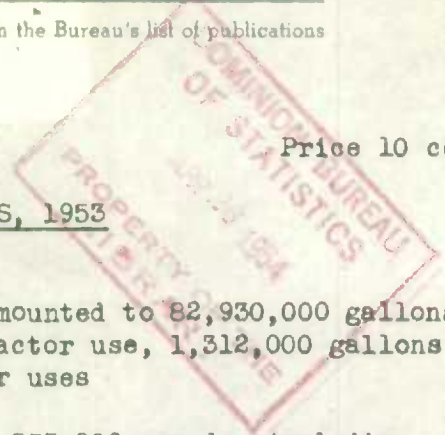 n the Bureau's list of publications
DOMINION BUREAU
OF STATISTICS
Price 10 c
S, 1953
1954
PROPERTY OF THE
mounted to 82,930,000 gallons
actor use, 1,312,000 gallons
r uses